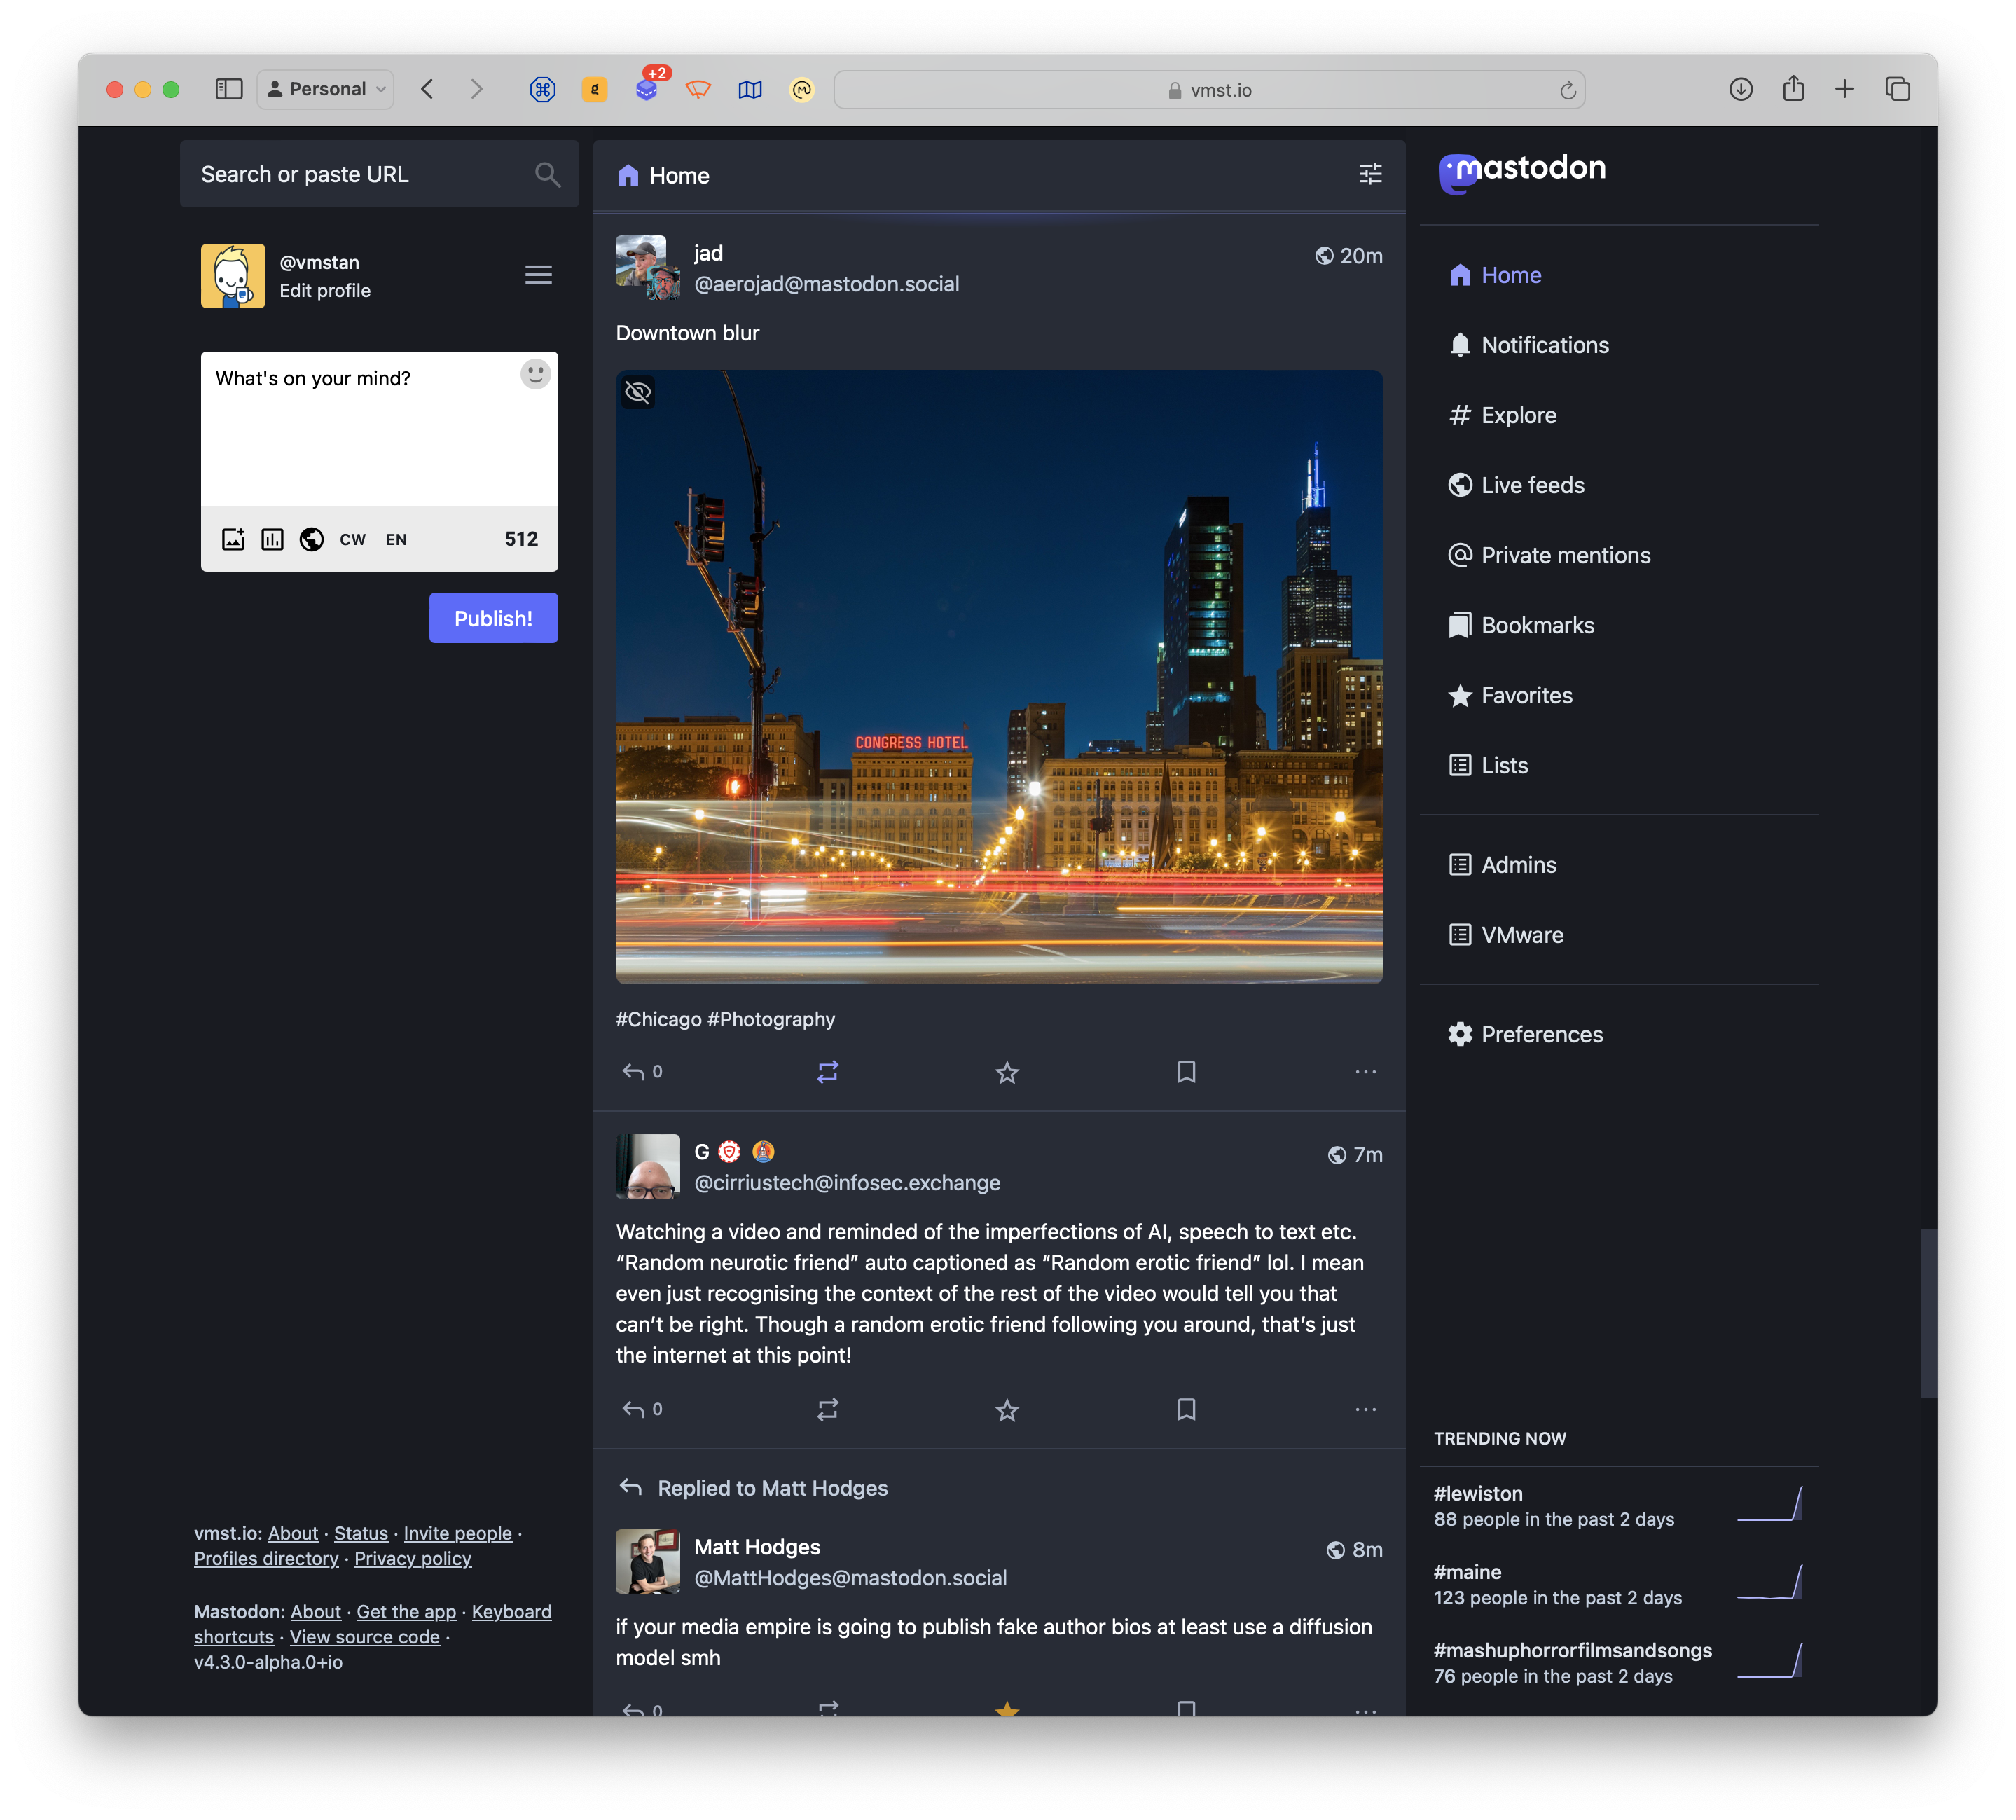 Personal
+2
vmst.io
Search or paste URL
@vmstan
Edit profile
What's on your mind?
CW EN 512
Publish!
vmst.io: About · Status · Invite people ·
Profiles directory · Privacy policy
Mastodon: About · Get the app · Keyboard
shortcuts · View source code ·
v4.3.0-alpha.0+io
Home
jad
20m
@aerojad@mastodon.social
Downtown blur
CONGRESS HOTEL
#Chicago #Photography
0
G
7m
@cirriustech@infosec.exchange
Watching a video and reminded of the imperfections of AI, speech to text etc.
“Random neurotic friend” auto captioned as “Random erotic friend” lol. I mean
even just recognising the context of the rest of the video would tell you that
can’t be right. Though a random erotic friend following you around, that’s just
the internet at this point!
0
Replied to Matt Hodges
Matt Hodges
8m
@MattHodges@mastodon.social
if your media empire is going to publish fake author bios at least use a diffusion
model smh
0
mastodon
Home
Notifications
# Explore
Live feeds
Private mentions
Bookmarks
Favorites
Lists
Admins
VMware
Preferences
TRENDING NOW
#lewiston
88 people in the past 2 days
#maine
123 people in the past 2 days
#mashuphorrorfilmsandsongs
76 people in the past 2 days